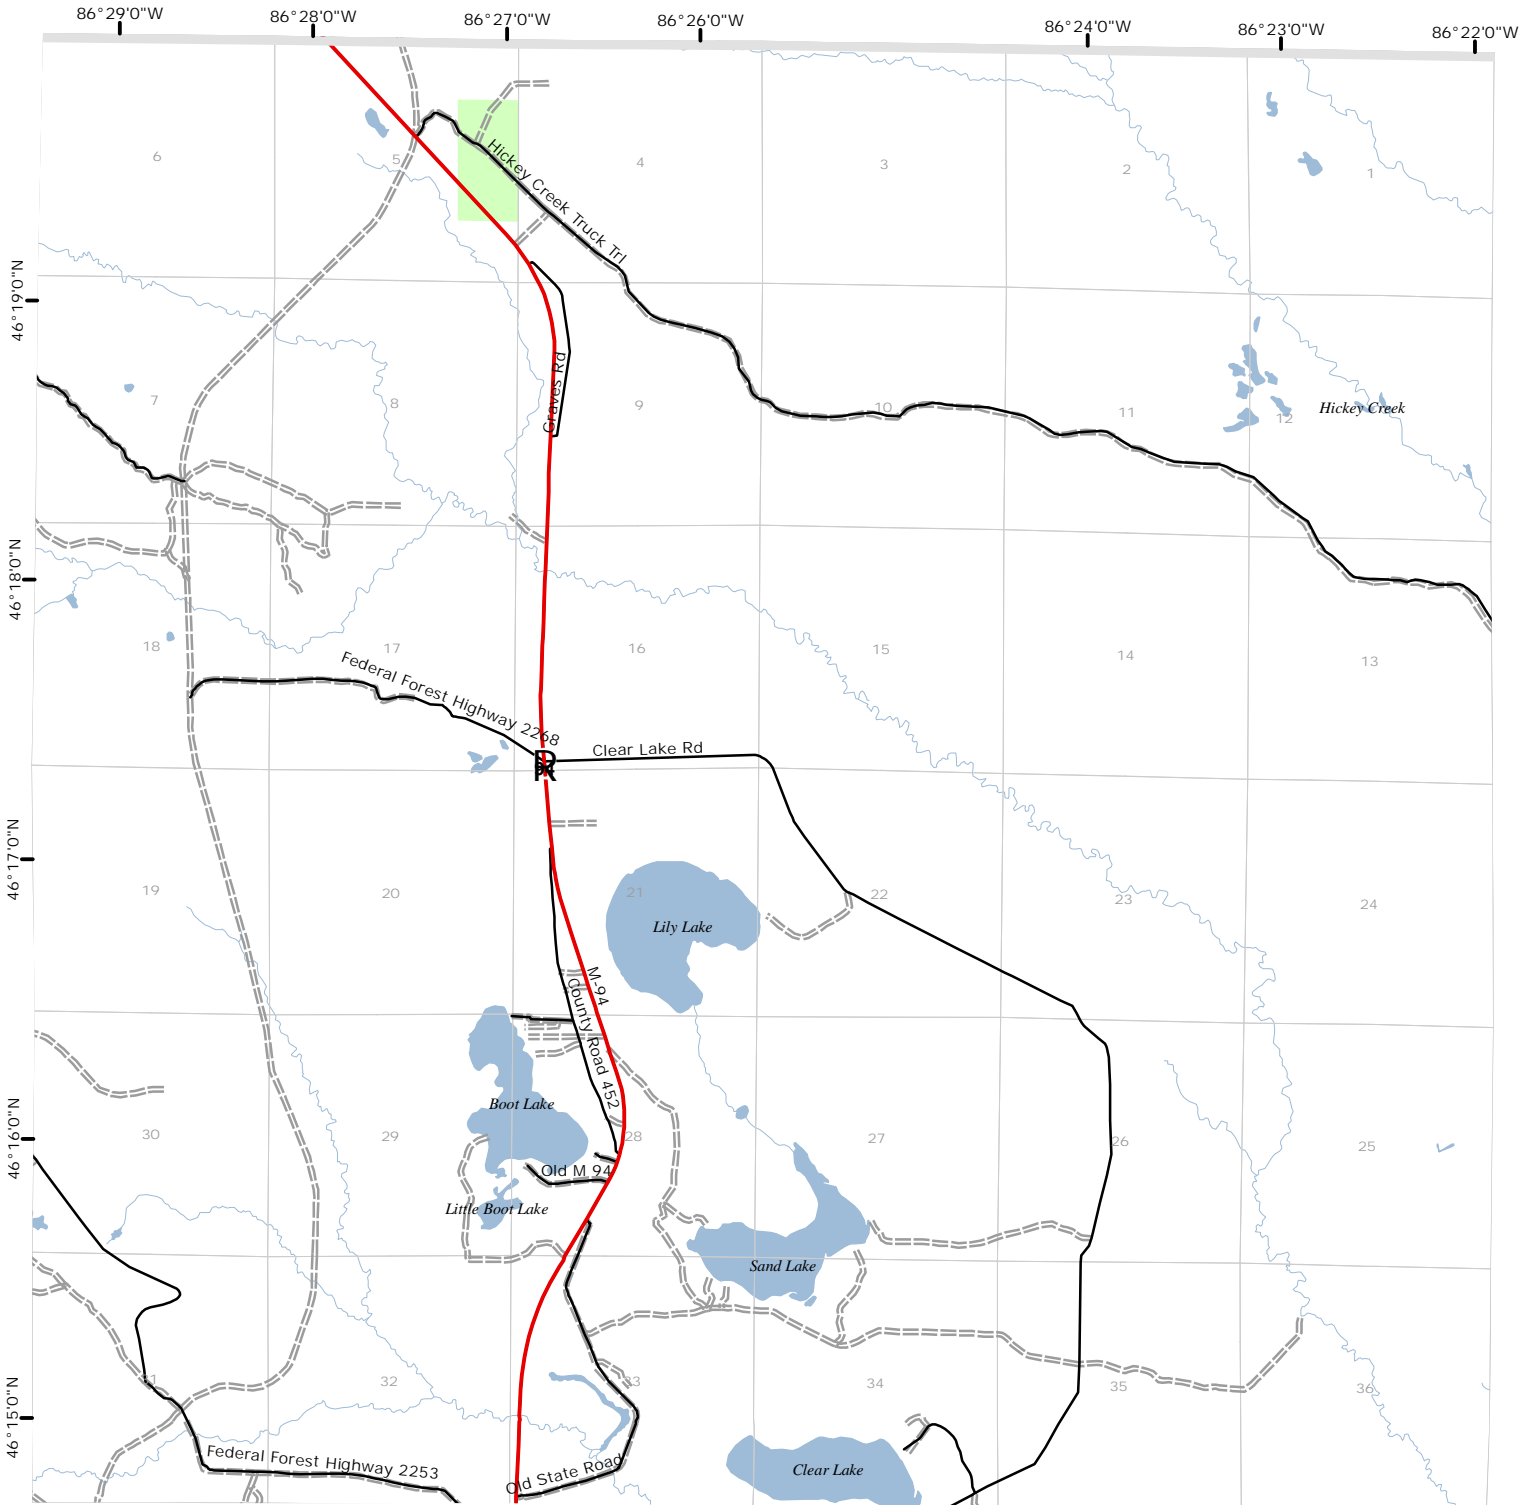 86°29'0"W 86°28'0"W 86°27'0"W 86°26'0"W 86°24'0"W 86°23'0"W 86°22'0"W
6 5 4 3 2 1
Hickey Creek Truck Trl
46°19'0"N
Graves Rd
7 8 9 10 11 12
Hickey Creek
46°18'0"N
18 17 16 15 14 13
Federal Forest Highway 2268
Clear Lake Rd
46°17'0"N
19 20 21 22 23 24
Lily Lake
M-94
County Road 452
Boot Lake
46°16'0"N
30 29 28 27 26 25
Old M 94
Little Boot Lake
Sand Lake
31 32 33 34 35 36
46°15'0"N
Federal Forest Highway 2253
Old State Road
Clear Lake